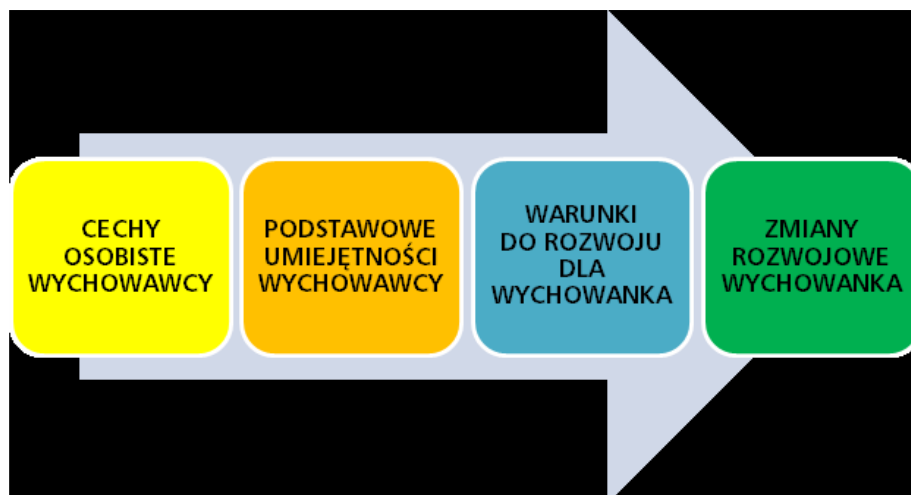 CECHY
OSOBISTE
WYCHOWAWCY
PODSTAWOWE
UMIEJĘTNOŚCI
WYCHOWAWCY
WARUNKI
DO ROZWOJU
DLA
WYCHOWANKA
ZMIANY
ROZWOJOWE
WYCHOWANKA